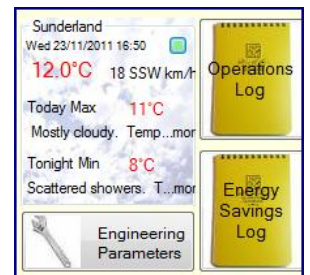 Sunderland
Wed 23/11/2011 16:50
12.0°C 18 SSW km/h
Today Max 11°C
Mostly cloudy. Temp...mor
Tonight Min 8°C
Scattered showers. T...mor
Engineering
Parameters
Operations
Log
Energy
Savings
Log